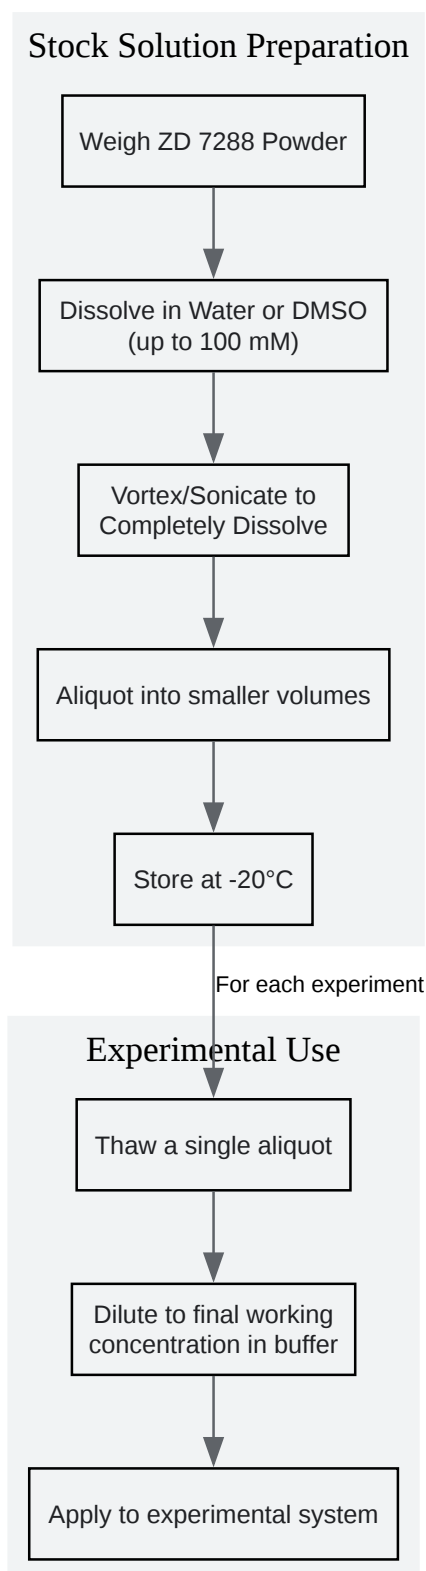 Stock Solution Preparation
Weigh ZD 7288 Powder
Dissolve in Water or DMSO
(up to 100 mM)
Vortex/Sonicate to
Completely Dissolve
Aliquot into smaller volumes
Store at -20°C
For each experiment
Experimental Use
Thaw a single aliquot
Dilute to final working
concentration in buffer
Apply to experimental system